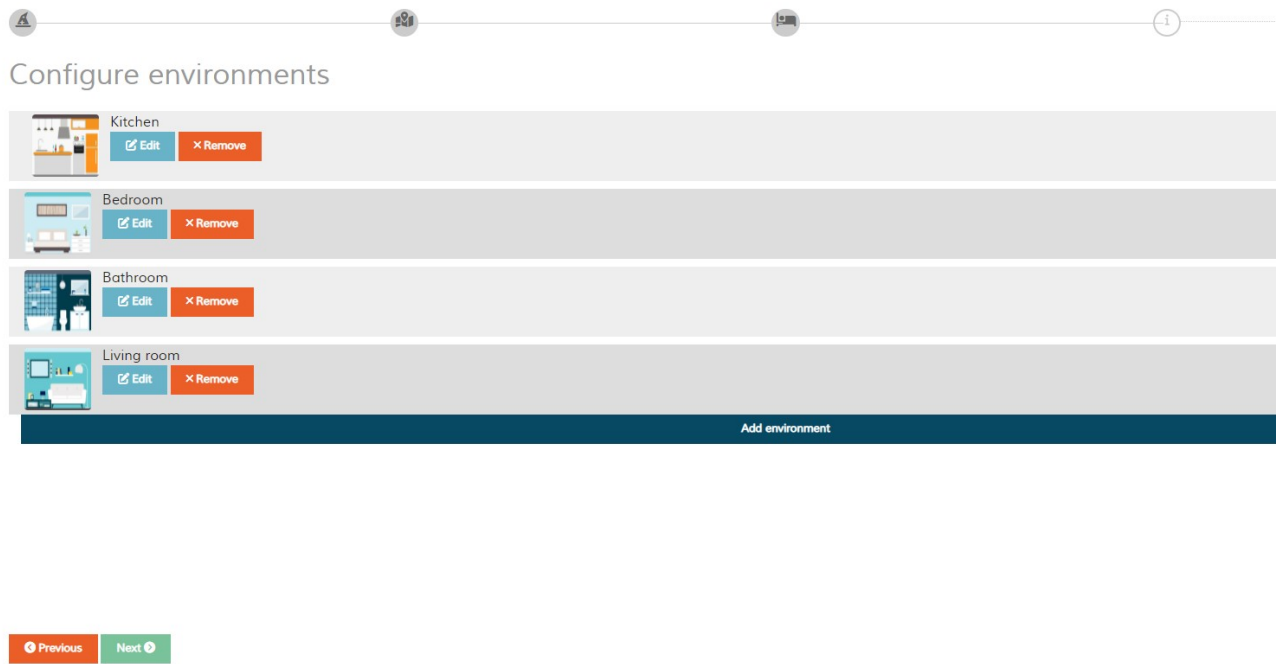 i
Configure environments
Kitchen
Edit × Remove
Bedroom
Edit × Remove
Bathroom
Edit × Remove
Living room
Edit × Remove
Add environment
Previous Next